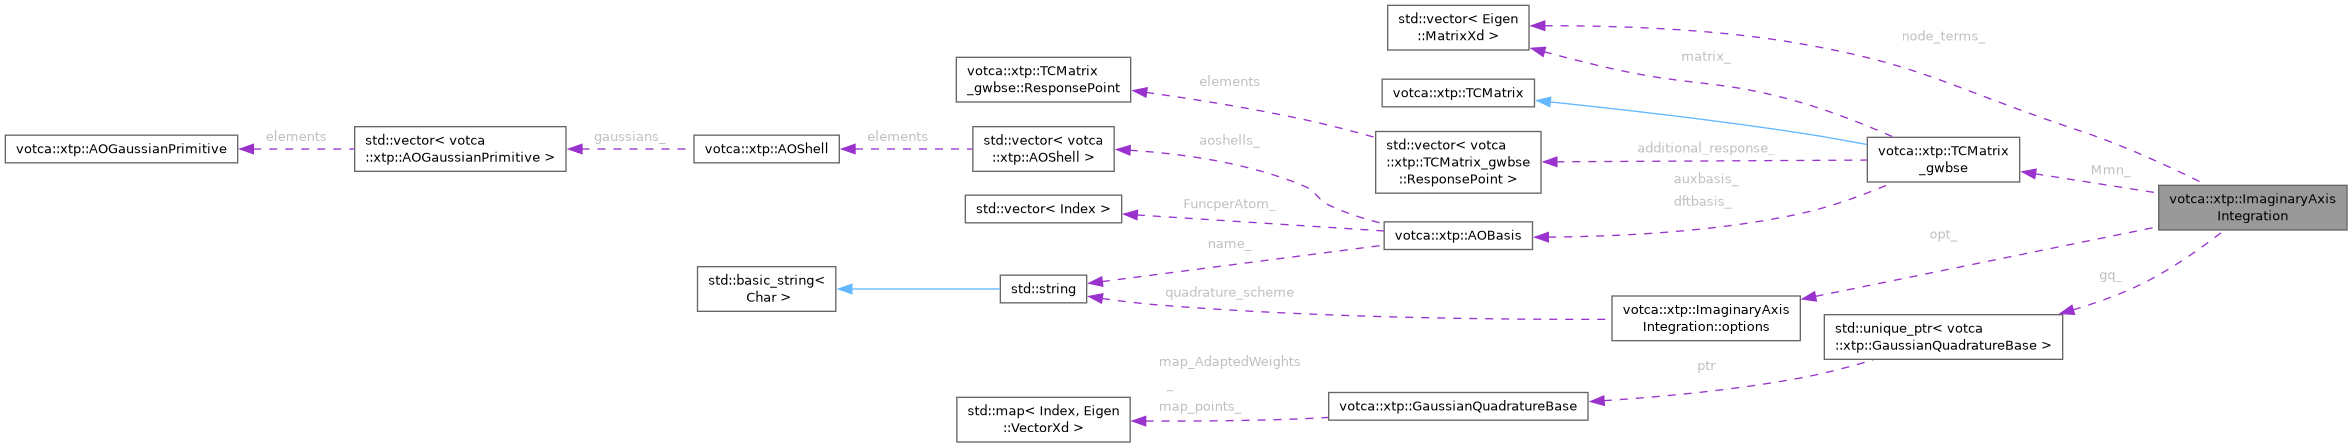 std::vector< Eigen
::MatrixXd >
node_terms_
matrix_
votca::xtp::TCMatrix
_gwbse::ResponsePoint
elements
votca::xtp::TCMatrix
votca::xtp::AOGaussianPrimitive
elements
std::vector< votca
::xtp::AOGaussianPrimitive >
gaussians_
votca::xtp::AOShell
elements
std::vector< votca
::xtp::AOShell >
aoshells_
std::vector< votca
::xtp::TCMatrix_gwbse
::ResponsePoint >
additional_response_
votca::xtp::TCMatrix
_gwbse
Mmn_
votca::xtp::ImaginaryAxis
Integration
auxbasis_
dftbasis_
std::vector< Index >
FuncperAtom_
votca::xtp::AOBasis
name_
opt_
gq_
std::basic_string<
Char >
std::string
quadrature_scheme
votca::xtp::ImaginaryAxis
Integration::options
std::unique_ptr< votca
::xtp::GaussianQuadratureBase >
ptr
map_AdaptedWeights
_
map_points_
std::map< Index, Eigen
::VectorXd >
votca::xtp::GaussianQuadratureBase